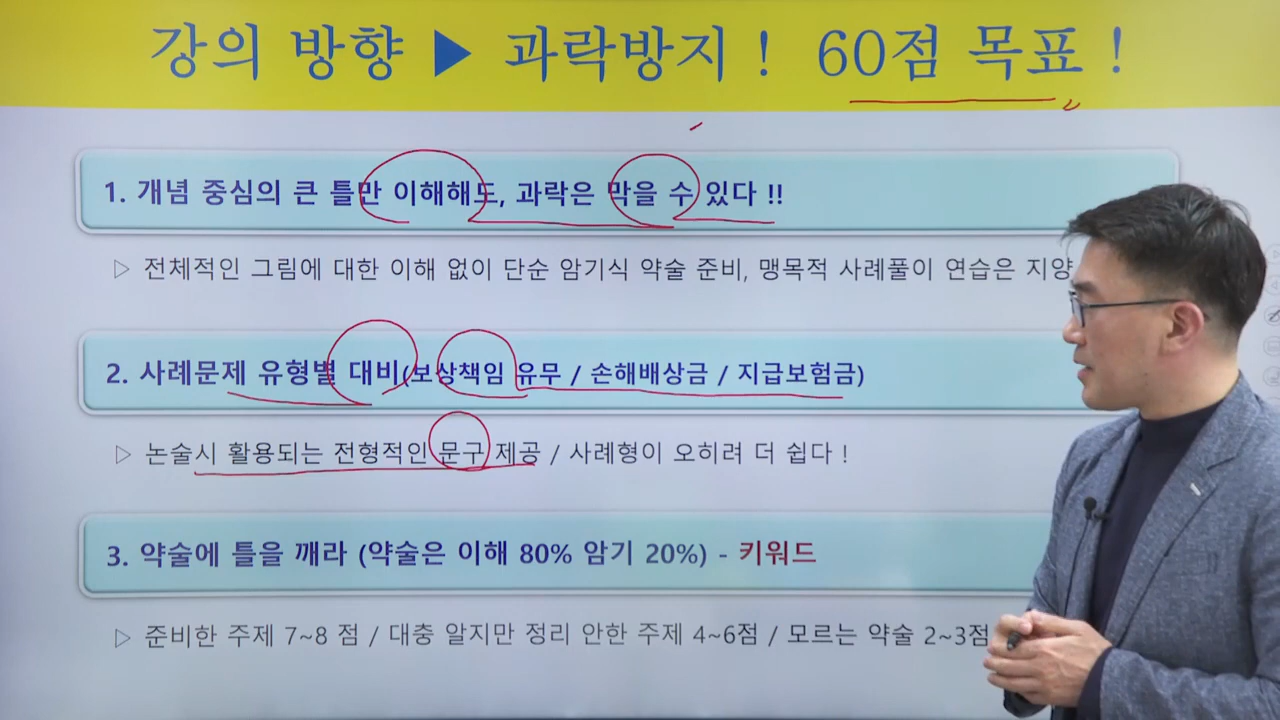 강의 방향 ▶ 과락방지 ! 60점 목표 !
1. 개념 중심의 큰 틀만 이해해도, 과락은 막을 수 있다 !!
▷ 전체적인 그림에 대한 이해 없이 단순 암기식 약술 준비, 맹목적 사례풀이 연습은 지양
2. 사례문제 유형별 대비(보상책임 유무 / 손해배상금 / 지급보험금)
▷ 논술시 활용되는 전형적인 문구 제공 / 사례형이 오히려 더 쉽다 !
3. 약술에 틀을 깨라 (약술은 이해 80% 암기 20%) - 키워드
▷ 준비한 주제 7~8 점 / 대충 알지만 정리 안한 주제 4~6점 / 모르는 약술 2~3점